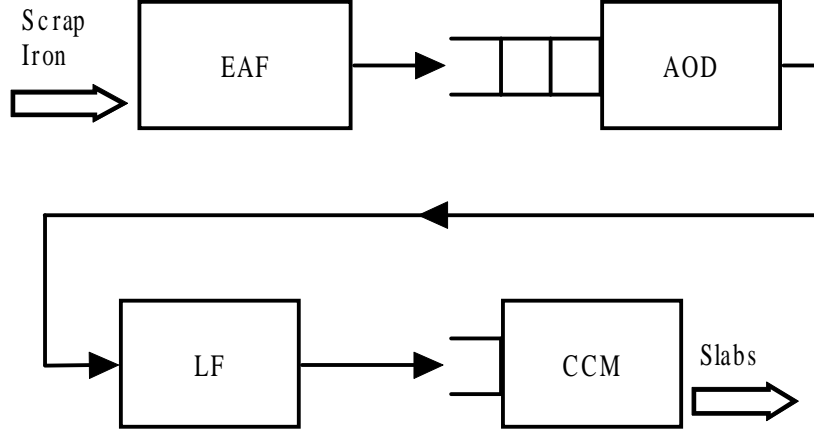 Scrap
Iron
EAF
AOD
LF
CCM
Slabs